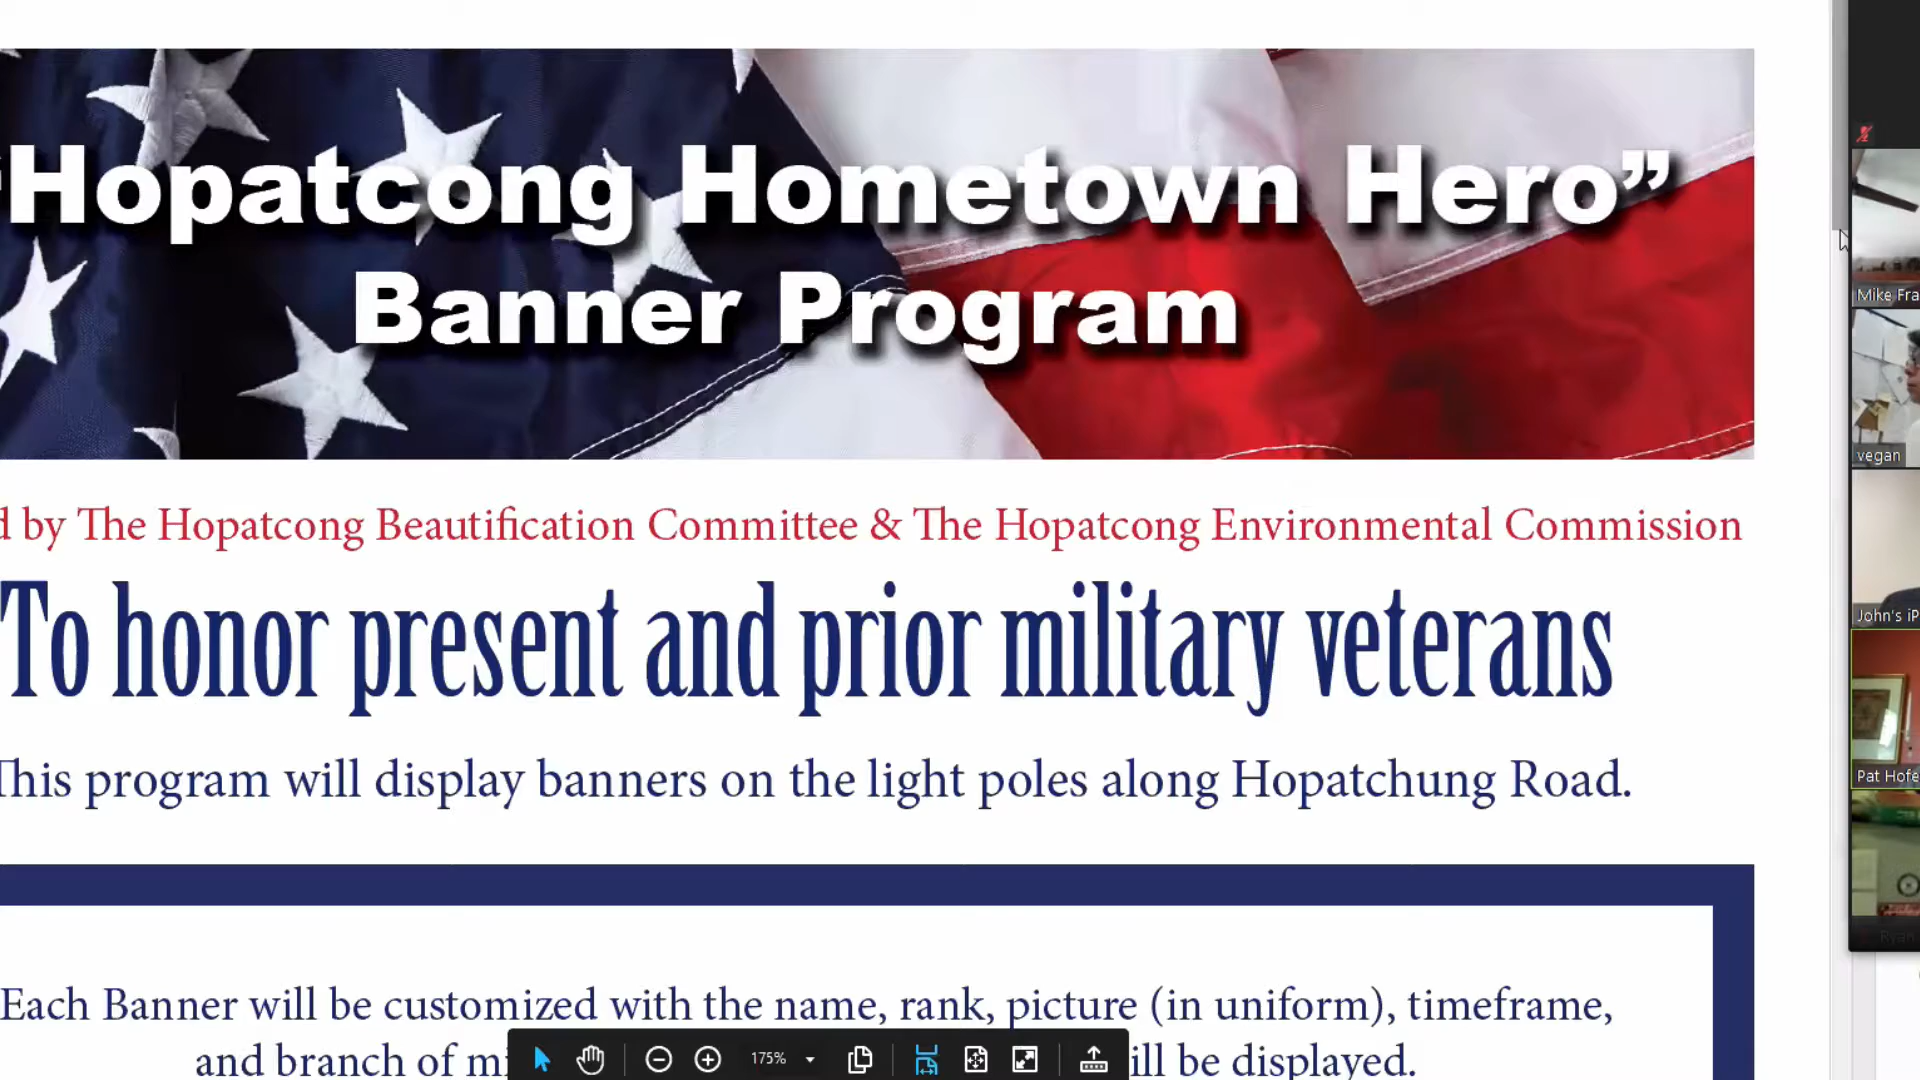 “Hopatcong Hometown Hero”
Banner Program
d by The Hopatcong Beautification Committee & The Hopatcong Environmental Commission
To honor present and prior military veterans
This program will display banners on the light poles along Hopatchung Road.
Each Banner will be customized with the name, rank, picture (in uniform), timeframe,
and branch of mi ill be displayed.
175%
Mike Fra
vegan
John's iP
Pat Hofe
Ryan